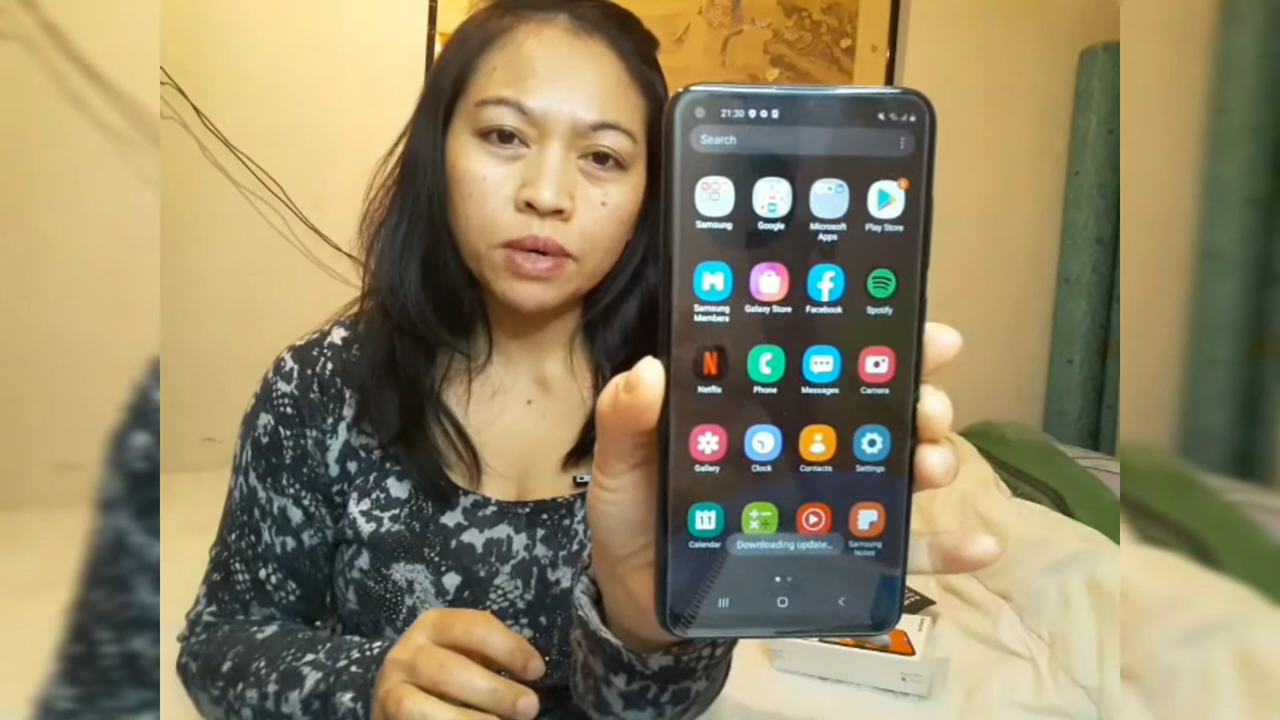 21:30
Search
Samsung
Google
Microsoft
Apps
Play Store
Samsung
Members
Galaxy Store
Facebook
Spotify
Netflix
Phone
Messages
Camera
Gallery
Clock
Contacts
Settings
11
Calendar
Downloading update...
Samsung
Notes